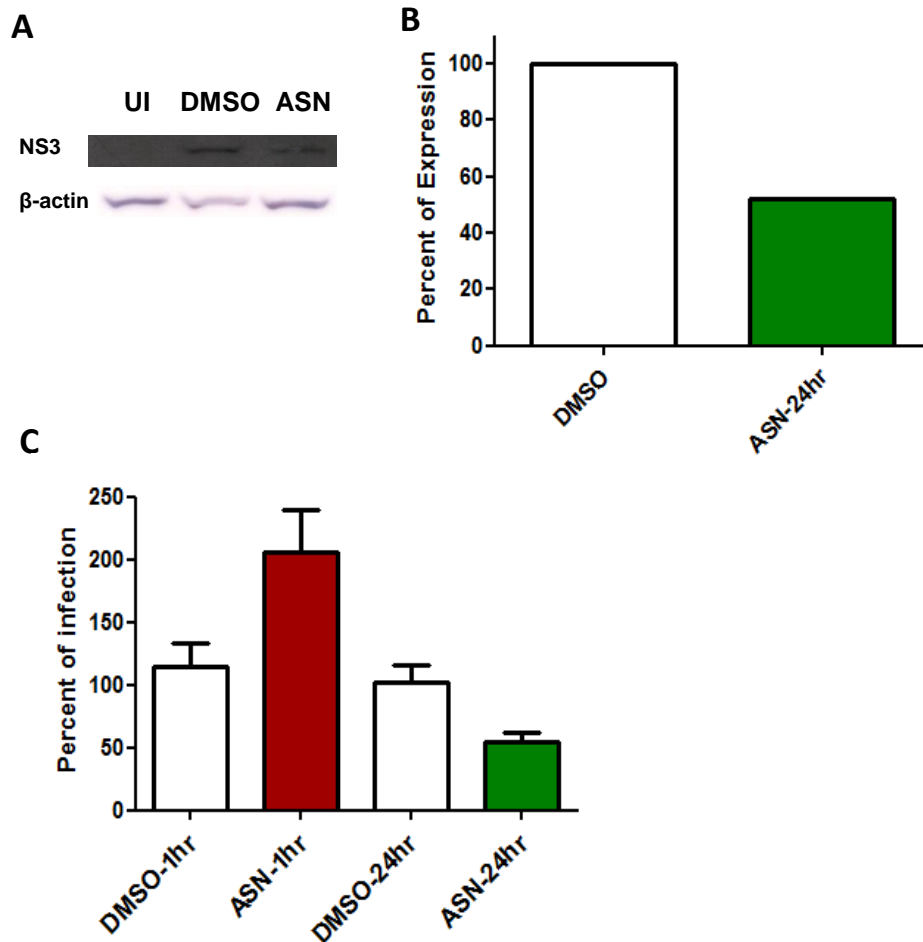 A
UI DMSO ASN
NS3
β-actin
B
Percent of Expression
100
80
60
40
20
0
DMSO
ASN-24hr
C
Percent of infection
250
200
150
100
50
0
DMSO-1hr
ASN-1hr
DMSO-24hr
ASN-24hr